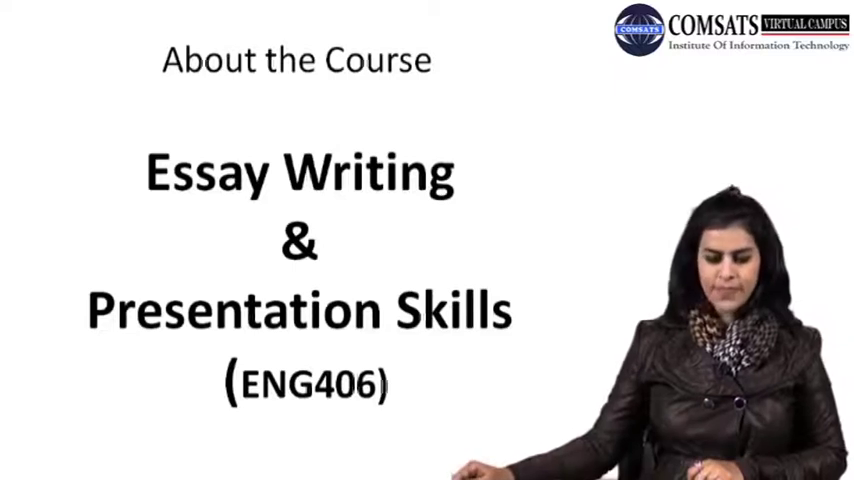 About the Course
COMSATS VIRTUAL CAMPUS
Institute Of Information Technology
COMSATS
Essay Writing
&
Presentation Skills
(ENG406)